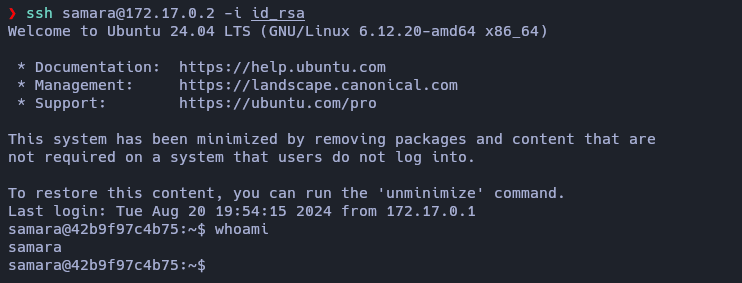 ❯ ssh samara@172.17.0.2 -i id_rsa
Welcome to Ubuntu 24.04 LTS (GNU/Linux 6.12.20-amd64 x86_64)
* Documentation:  https://help.ubuntu.com
* Management:     https://landscape.canonical.com
* Support:        https://ubuntu.com/pro
This system has been minimized by removing packages and content that are
not required on a system that users do not log into.
To restore this content, you can run the 'unminimize' command.
Last login: Tue Aug 20 19:54:15 2024 from 172.17.0.1
samara@42b9f97c4b75:~$ whoami
samara
samara@42b9f97c4b75:~$